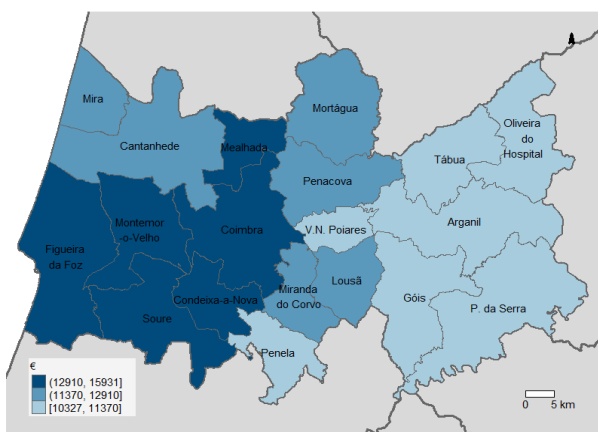 Mira
Mortágua
Oliveira
do
Hospital
Cantanhede
Mealhada
Tábua
Penacova
Montemor
-o-Velho
Coimbra
V.N. Poiares
Arganil
Figueira
da Foz
Lousã
Miranda
do Corvo
Condeixa-a-Nova
Góis
P. da Serra
Soure
Penela
€
(12910, 15931]
(11370, 12910]
[10327, 11370]
0 5 km